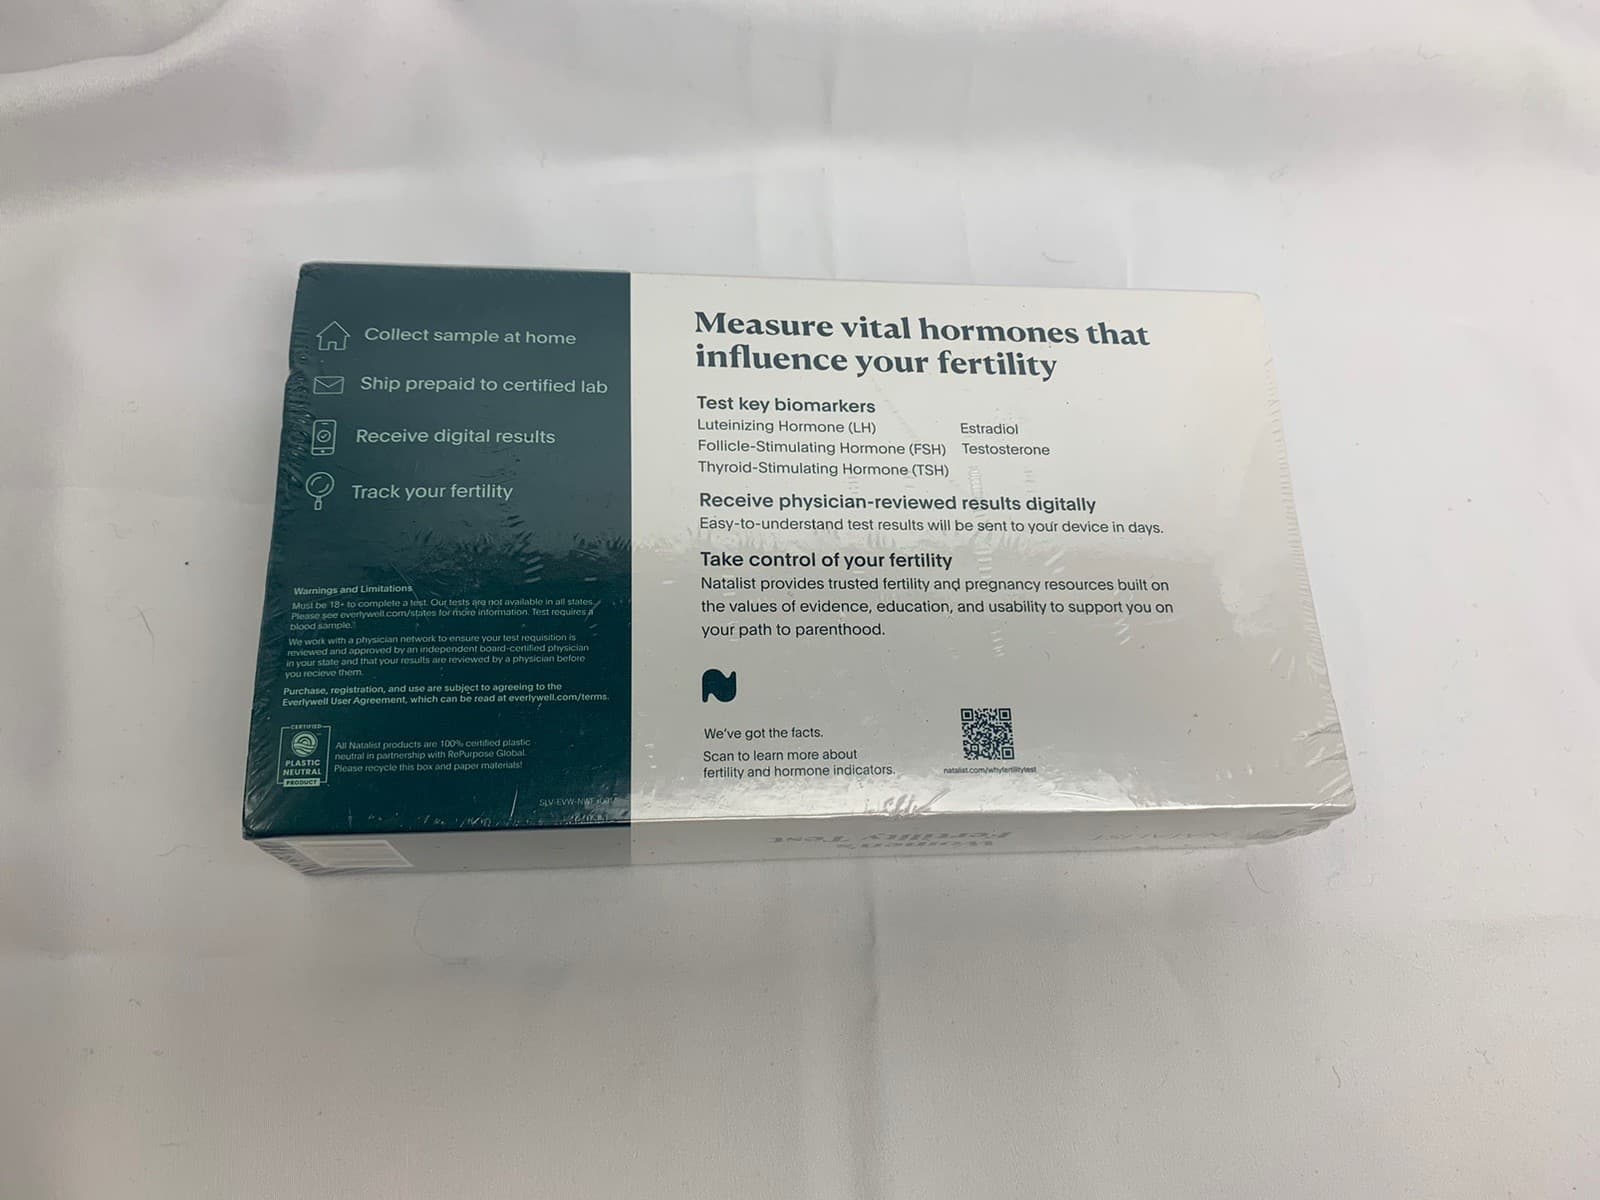 Collect sample at home
Ship prepaid to certified lab
Receive digital results
Track your fertility
Warnings and Limitations
Must be 18+ to complete a test. Our tests are not available in all states.
Please see everlywell.com/states for more information. Test requires a
blood sample.
We work with a physician network to ensure your test requisition is
reviewed and approved by an independent board-certified physician
in your state and that your results are reviewed by a physician before
you recieve them.
Purchase, registration, and use are subject to agreeing to the
Everlywell User Agreement, which can be read at everlywell.com/terms.
CERTIFIED
PLASTIC
NEUTRAL
PRODUCT
All Natalist products are 100% certified plastic
neutral in partnership with RePurpose Global.
Please recycle this box and paper materials!
Measure vital hormones that
influence your fertility
Test key biomarkers
Luteinizing Hormone (LH) Estradiol
Follicle-Stimulating Hormone (FSH) Testosterone
Thyroid-Stimulating Hormone (TSH)
Receive physician-reviewed results digitally
Easy-to-understand test results will be sent to your device in days.
Take control of your fertility
Natalist provides trusted fertility and pregnancy resources built on
the values of evidence, education, and usability to support you on
your path to parenthood.
We've got the facts.
Scan to learn more about
fertility and hormone indicators.
natalist.com/whyfertilitytest
Women's
Fertility Test
NATALIST